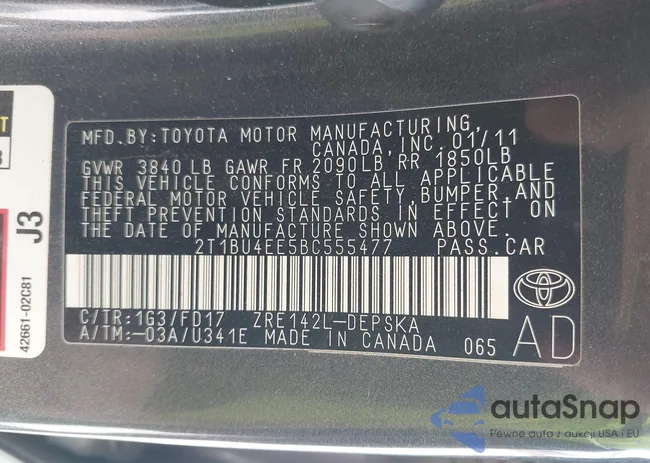 MFD.BY:TOYOTA MOTOR MANUFACTURING
CANADA,INC.01/11
GVWR 3840 LB GAWR FR 2090LB RR 1850LB
THIS VEHICLE CONFORMS TO ALL APPLICABLE
FEDERAL MOTOR VEHICLE SAFETY,BUMPER,AND
THEFT PREVENTION STANDARDS IN EFFECT ON
THE DATE OF MANUFACTURE SHOWN ABOVE.
2T1BU4EE5BC555477 PASS.CAR
C/TR:1G3/FD17 ZRE142L-DEPSKA
A/TM:-03A/U341E MADE IN CANADA 065 AD
J3
42661-02C81
autaSnap
Pewne auto z aukcji USA i EU